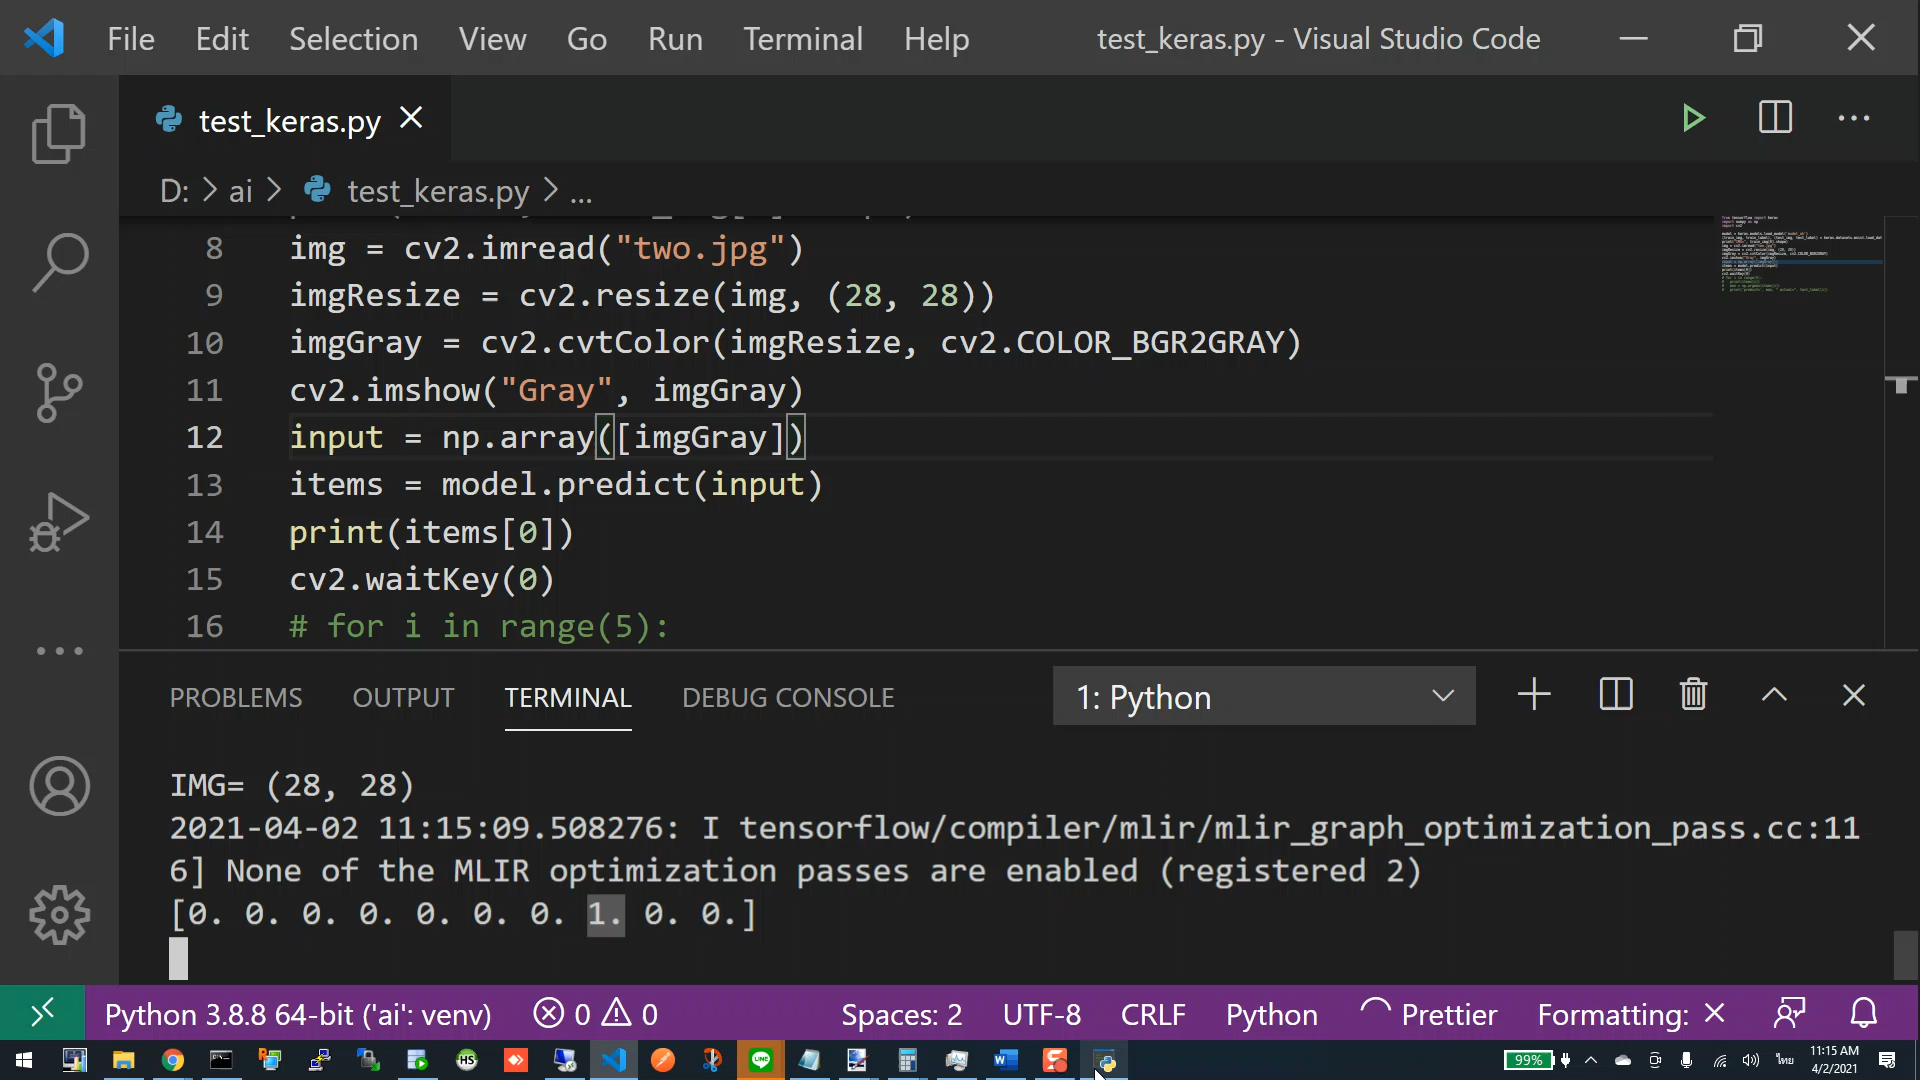 File Edit Selection View Go Run Terminal Help test_keras.py - Visual Studio Code
test_keras.py
D: > ai > test_keras.py > ...
8 img = cv2.imread("two.jpg")
9 imgResize = cv2.resize(img, (28, 28))
10 imgGray = cv2.cvtColor(imgResize, cv2.COLOR_BGR2GRAY)
11 cv2.imshow("Gray", imgGray)
12 input = np.array([imgGray])
13 items = model.predict(input)
14 print(items[0])
15 cv2.waitKey(0)
16 # for i in range(5):
PROBLEMS OUTPUT TERMINAL DEBUG CONSOLE 1: Python
IMG= (28, 28)
2021-04-02 11:15:09.508276: I tensorflow/compiler/mlir/mlir_graph_optimization_pass.cc:11
6] None of the MLIR optimization passes are enabled (registered 2)
[0. 0. 0. 0. 0. 0. 0. 1. 0. 0.]
Python 3.8.8 64-bit ('ai': venv) 0 0 Spaces: 2 UTF-8 CRLF Python Prettier Formatting: ×
HS LINE 99% ไทย 11:15 AM
4/2/2021